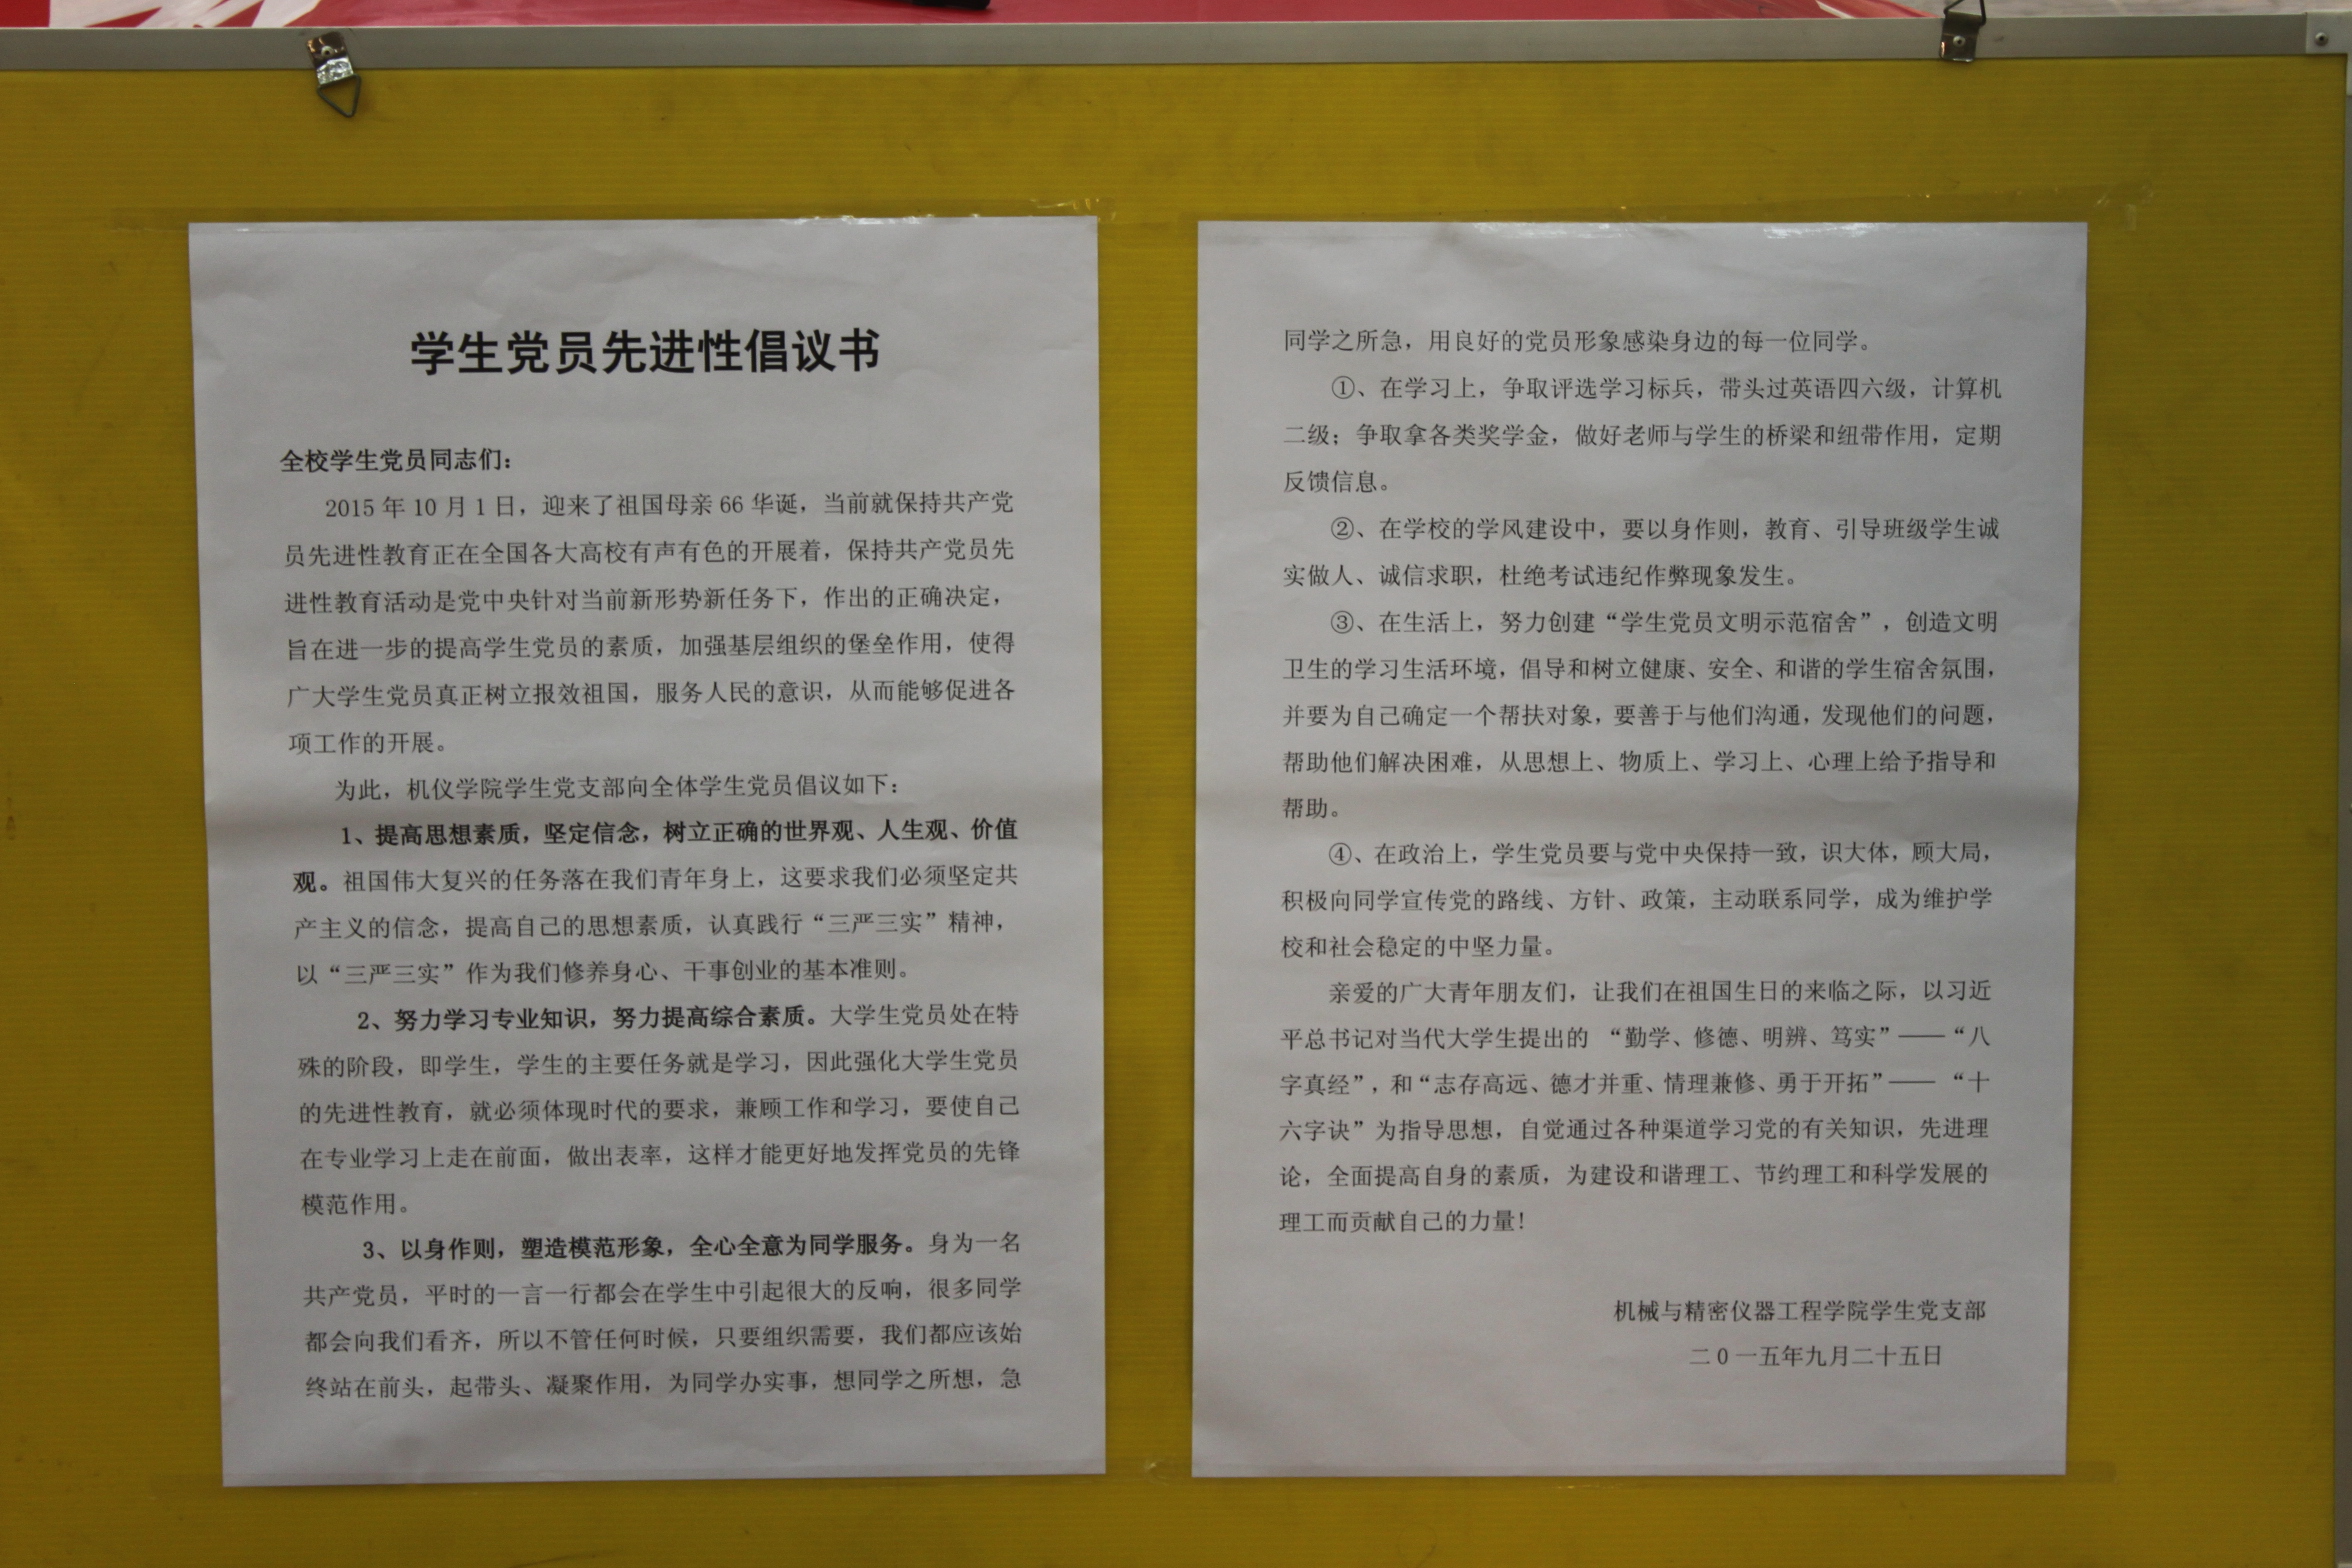 学生党员先进性倡议书
全校学生党员同志们：
2015年10月1日，迎来了祖国母亲66华诞，当前就保持共产党
员先进性教育正在全国各大高校有声有色的开展着，保持共产党员先
进性教育活动是党中央针对当前新形势新任务下，作出的正确决定，
旨在进一步的提高学生党员的素质，加强基层组织的堡垒作用，使得
广大学生党员真正树立报效祖国，服务人民的意识，从而能够促进各
项工作的开展。
为此，机仪学院学生党支部向全体学生党员倡议如下：
1、提高思想素质，坚定信念，树立正确的世界观、人生观、价值
观。祖国伟大复兴的任务落在我们青年身上，这要求我们必须坚定共
产主义的信念，提高自己的思想素质，认真践行“三严三实”精神，
以“三严三实”作为我们修养身心、干事创业的基本准则。
2、努力学习专业知识，努力提高综合素质。大学生党员处在特
殊的阶段，即学生，学生的主要任务就是学习，因此强化大学生党员
的先进性教育，就必须体现时代的要求，兼顾工作和学习，要使自己
在专业学习上走在前面，做出表率，这样才能更好地发挥党员的先锋
模范作用。
3、以身作则，塑造模范形象，全心全意为同学服务。身为一名
共产党员，平时的一言一行都会在学生中引起很大的反响，很多同学
都会向我们看齐，所以不管任何时候，只要组织需要，我们都应该始
终站在前头，起带头、凝聚作用，为同学办实事，想同学之所想，急
同学之所急，用良好的党员形象感染身边的每一位同学。
①、在学习上，争取评选学习标兵，带头过英语四六级，计算机
二级；争取拿各类奖学金，做好老师与学生的桥梁和纽带作用，定期
反馈信息。
②、在学校的学风建设中，要以身作则，教育、引导班级学生诚
实做人、诚信求职，杜绝考试违纪作弊现象发生。
③、在生活上，努力创建“学生党员文明示范宿舍”，创造文明
卫生的学习生活环境，倡导和树立健康、安全、和谐的学生宿舍氛围，
并要为自己确定一个帮扶对象，要善于与他们沟通，发现他们的问题，
帮助他们解决困难，从思想上、物质上、学习上、心理上给予指导和
帮助。
④、在政治上，学生党员要与党中央保持一致，识大体，顾大局，
积极向同学宣传党的路线、方针、政策，主动联系同学，成为维护学
校和社会稳定的中坚力量。
亲爱的广大青年朋友们，让我们在祖国生日的来临之际，以习近
平总书记对当代大学生提出的 “勤学、修德、明辨、笃实”——“八
字真经”，和“志存高远、德才并重、情理兼修、勇于开拓”—— “十
六字诀”为指导思想，自觉通过各种渠道学习党的有关知识，先进理
论，全面提高自身的素质，为建设和谐理工、节约理工和科学发展的
理工而贡献自己的力量!
机械与精密仪器工程学院学生党支部
二0一五年九月二十五日